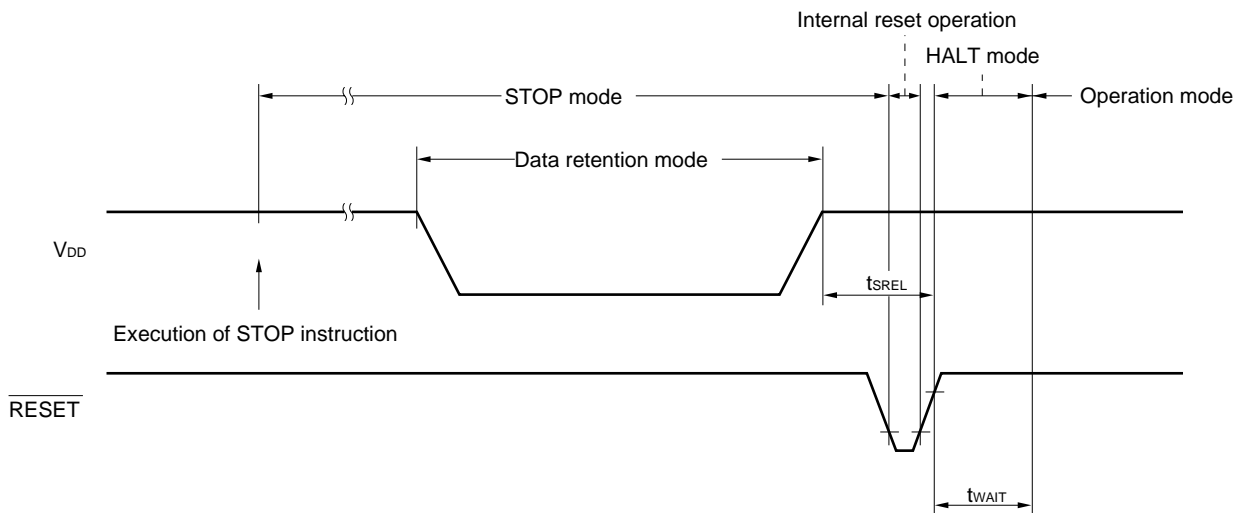 Internal reset operation
HALT mode
STOP mode
Operation mode
Data retention mode
VDD
tSREL
Execution of STOP instruction
RESET
tWAIT